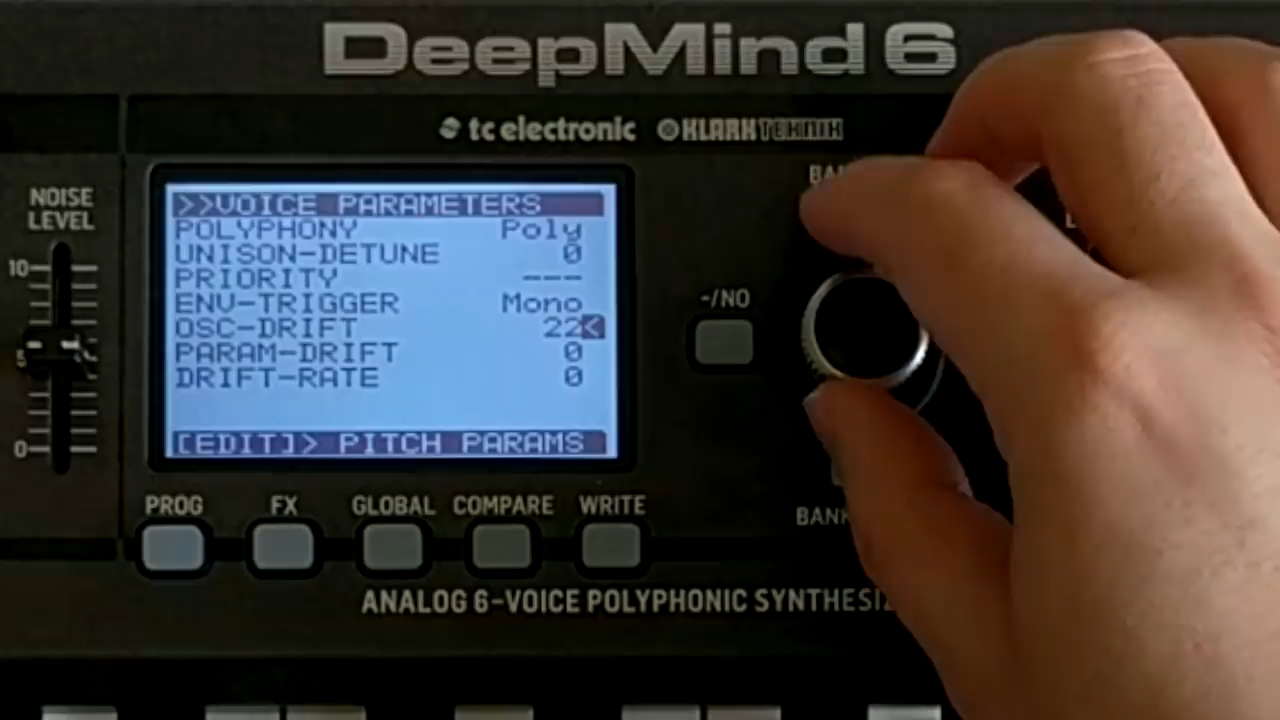 DeepMind 6
tc electronic KLARK TEKNIK
NOISE
LEVEL
10
5
0
>>VOICE PARAMETERS
POLYPHONY Poly
UNISON-DETUNE 0
PRIORITY ---
ENV-TRIGGER Mono
OSC-DRIFT 22<
PARAM-DRIFT 0
DRIFT-RATE 0
[EDIT]> PITCH PARAMS
-/NO
BANK
PROG FX GLOBAL COMPARE WRITE
ANALOG 6-VOICE POLYPHONIC